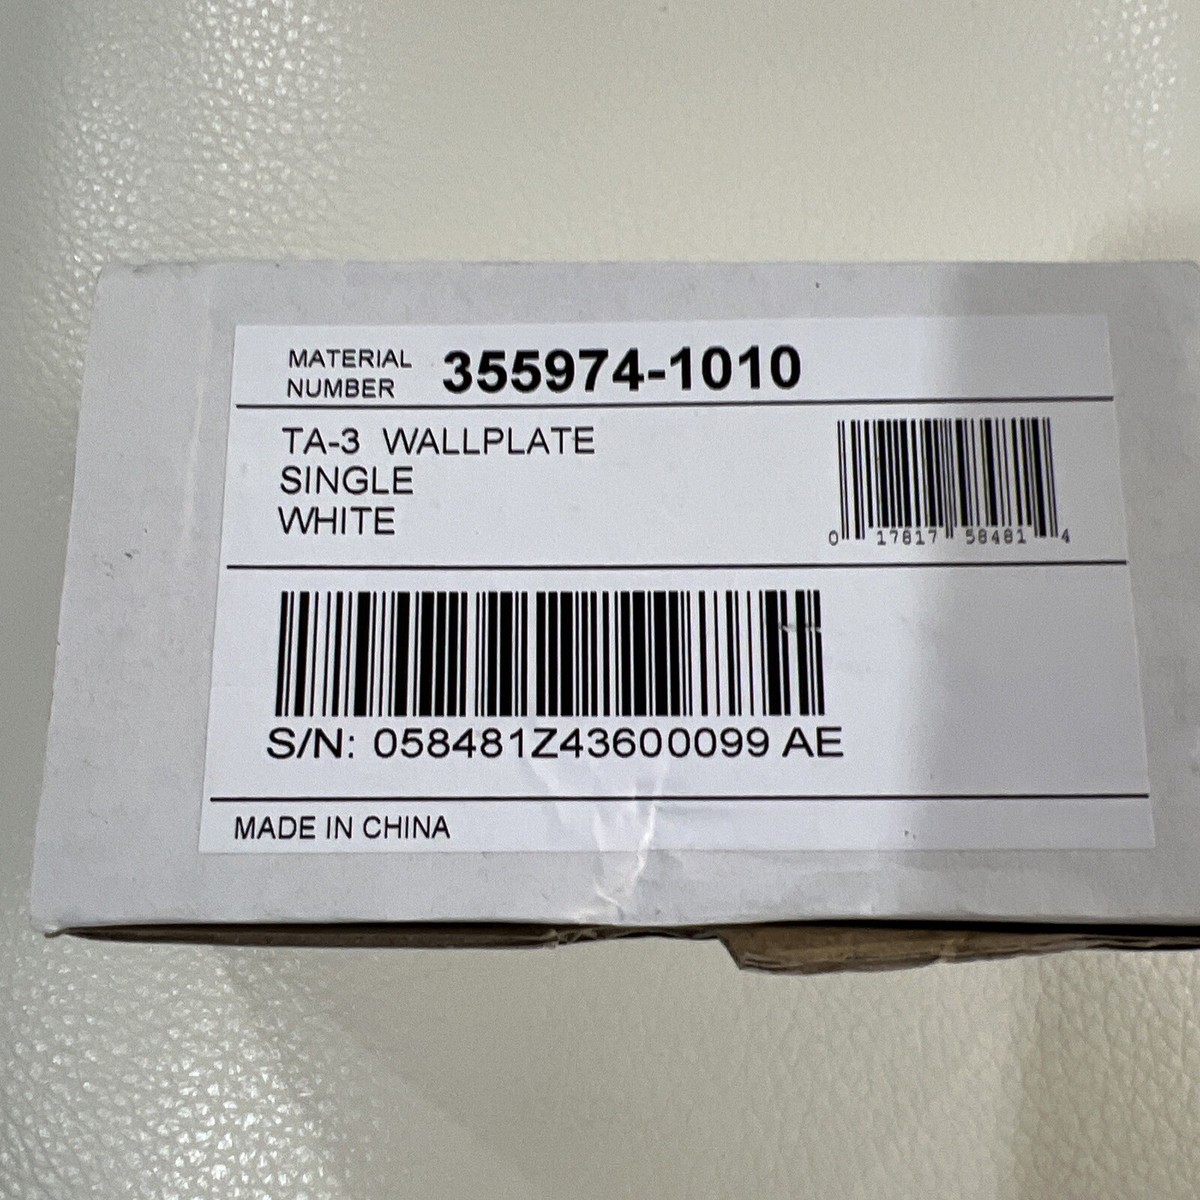 MATERIAL NUMBER 355974-1010
TA-3 WALLPLATE
SINGLE
WHITE
0 17817 58481 4
S/N: 058481Z43600099 AE
MADE IN CHINA